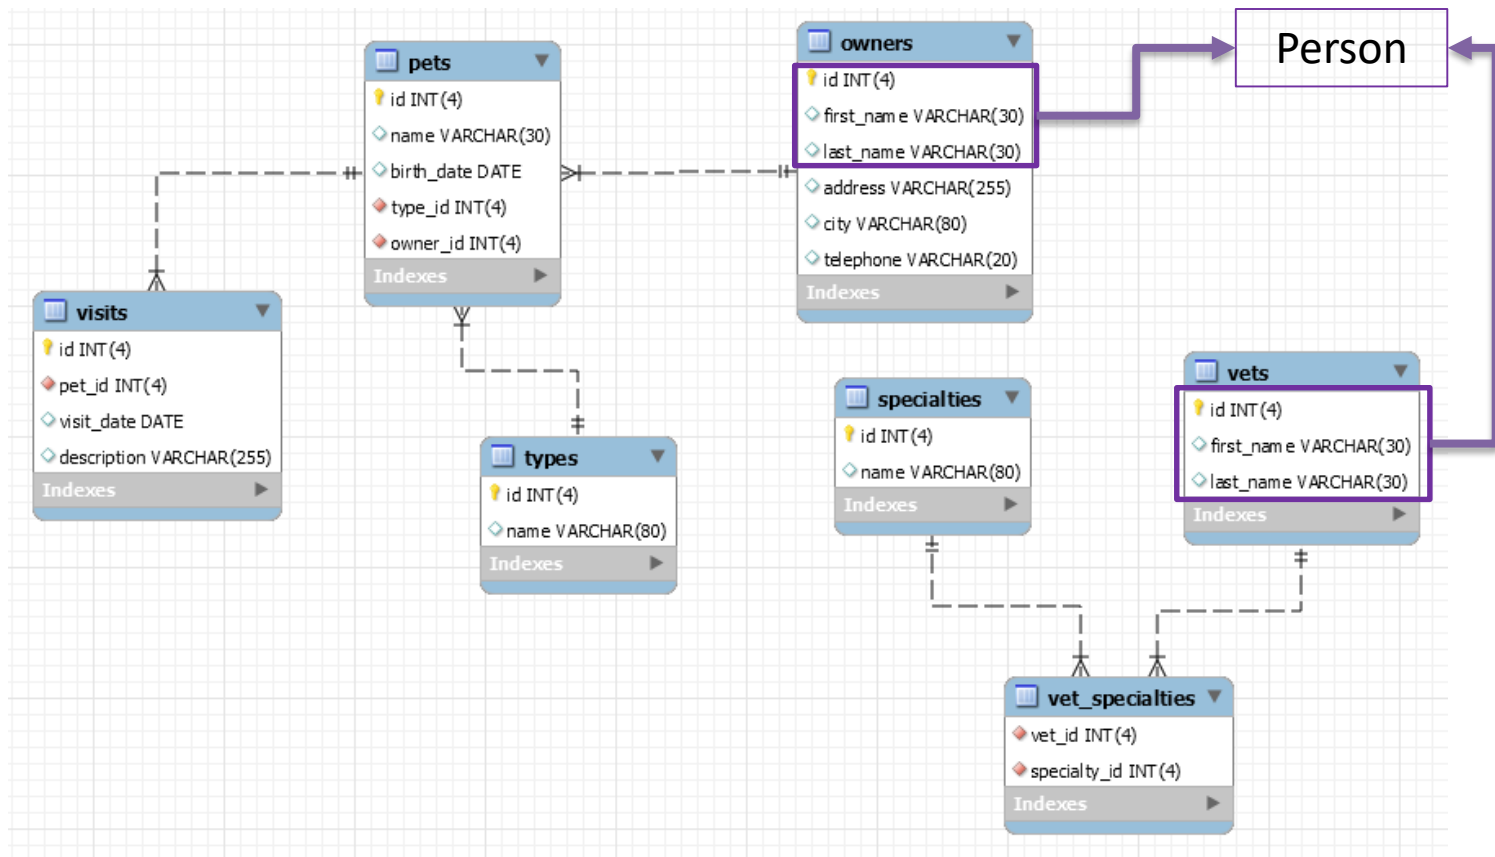 Person
owners
id INT(4)
first_name VARCHAR(30)
last_name VARCHAR(30)
address VARCHAR(255)
city VARCHAR(80)
telephone VARCHAR(20)
Indexes
pets
id INT(4)
name VARCHAR(30)
birth_date DATE
type_id INT(4)
owner_id INT(4)
Indexes
visits
id INT(4)
pet_id INT(4)
visit_date DATE
description VARCHAR(255)
Indexes
types
id INT(4)
name VARCHAR(80)
Indexes
specialties
id INT(4)
name VARCHAR(80)
Indexes
vets
id INT(4)
first_name VARCHAR(30)
last_name VARCHAR(30)
Indexes
vet_specialties
vet_id INT(4)
specialty_id INT(4)
Indexes